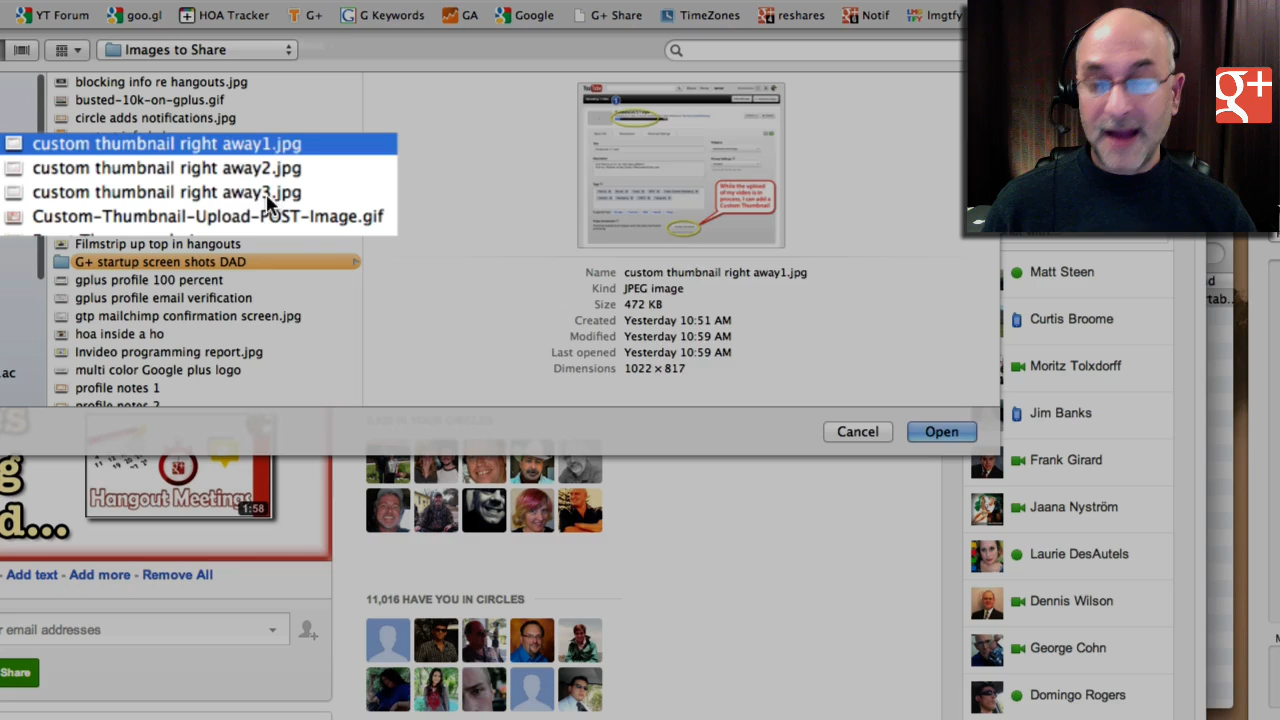 YT Forum
goo.gl
HOA Tracker
G+
G Keywords
GA
Google
G+ Share
TimeZones
reshares
Notif
lmgtfy
Images to Share
blocking info re hangouts.jpg
busted-10k-on-gplus.gif
cle adds notifications.jpg
custom thumbnail right away1.jpg
custom thumbnail right away2.jpg
custom thumbnail right away3.jpg
Custom-Thumbnail-Upload-POST-Image.gif
Filmstrip up top in hangouts
G+ startup screen shots DAD
gplus profile 100 percent
gplus profile email verification
gtp mailchimp confirmation screen.jpg
hoa inside a ho
Invideo programming report.jpg
multi color Google plus logo
profile notes 1
profile notes 2
ac
While the upload
of my video is in
process, I can add a
Custom Thumbnail
Name custom thumbnail right away1.jpg
Kind JPEG image
Size 472 KB
Created Yesterday 10:51 AM
Modified Yesterday 10:59 AM
Last opened Yesterday 10:59 AM
Dimensions 1022 × 817
Cancel
Open
g+
Matt Steen
Curtis Broome
Moritz Tolxdorff
Jim Banks
Frank Girard
Jaana Nyström
Laurie DesAutels
Dennis Wilson
George Cohn
Domingo Rogers
Hangout Meetings
1:58
g
d...
- Add text - Add more - Remove All
r email addresses
Share
IN YOUR CIRCLES
11,016 HAVE YOU IN CIRCLES